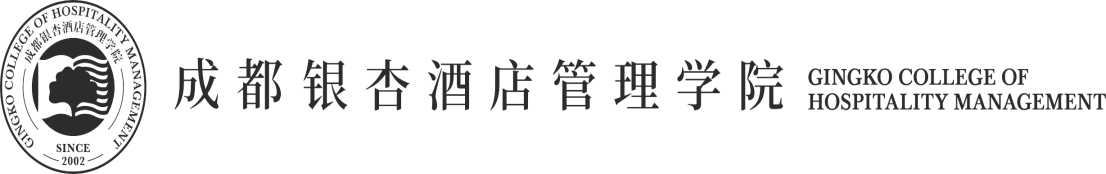 GINGKO COLLEGE OF HOSPITALITY MANAGEMENT
成都银杏酒店管理学院
SINCE
2002
成都银杏酒店管理学院
GINGKO COLLEGE OF
HOSPITALITY MANAGEMENT